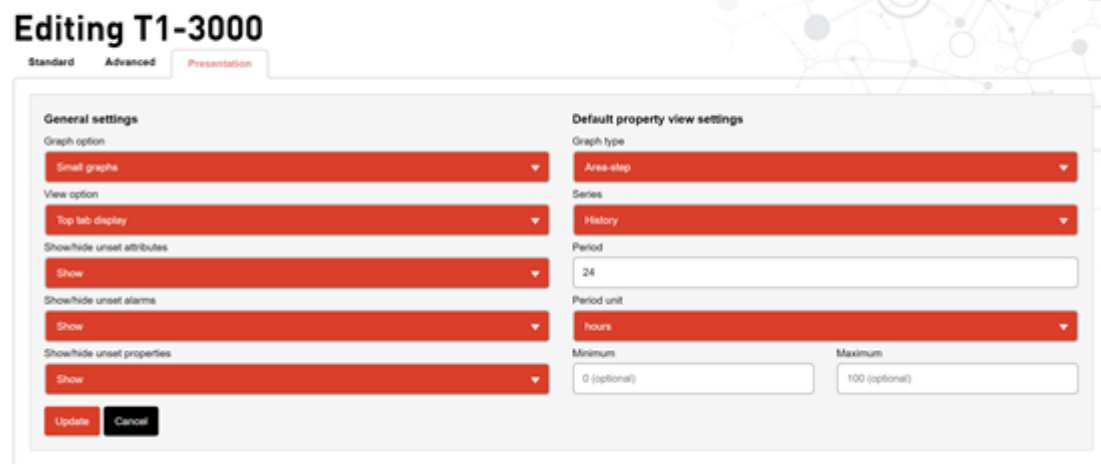 Editing T1-3000
Standard Advanced Presentation
General settings
Graph option
Small graphs
View option
Top tab display
Show/hide unset attributes
Show
Show/hide unset alarms
Show
Show/hide unset properties
Show
Update Cancel
Default property view settings
Graph type
Area-step
Series
History
Period
24
Period unit
hours
Minimum Maximum
0 (optional) 100 (optional)